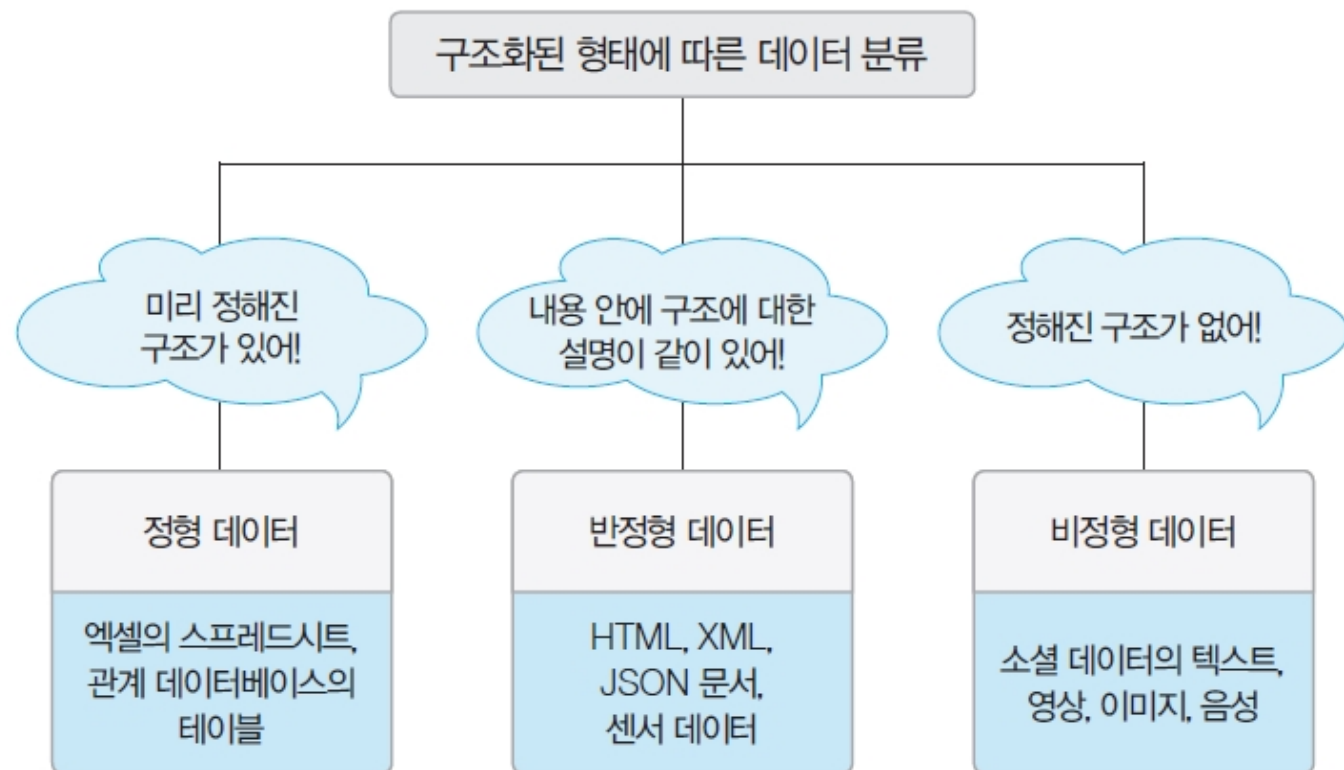 구조화된 형태에 따른 데이터 분류
미리 정해진
구조가 있어!
내용 안에 구조에 대한
설명이 같이 있어!
정해진 구조가 없어!
정형 데이터
엑셀의 스프레드시트,
관계 데이터베이스의
테이블
반정형 데이터
HTML, XML,
JSON 문서,
센서 데이터
비정형 데이터
소셜 데이터의 텍스트,
영상, 이미지, 음성